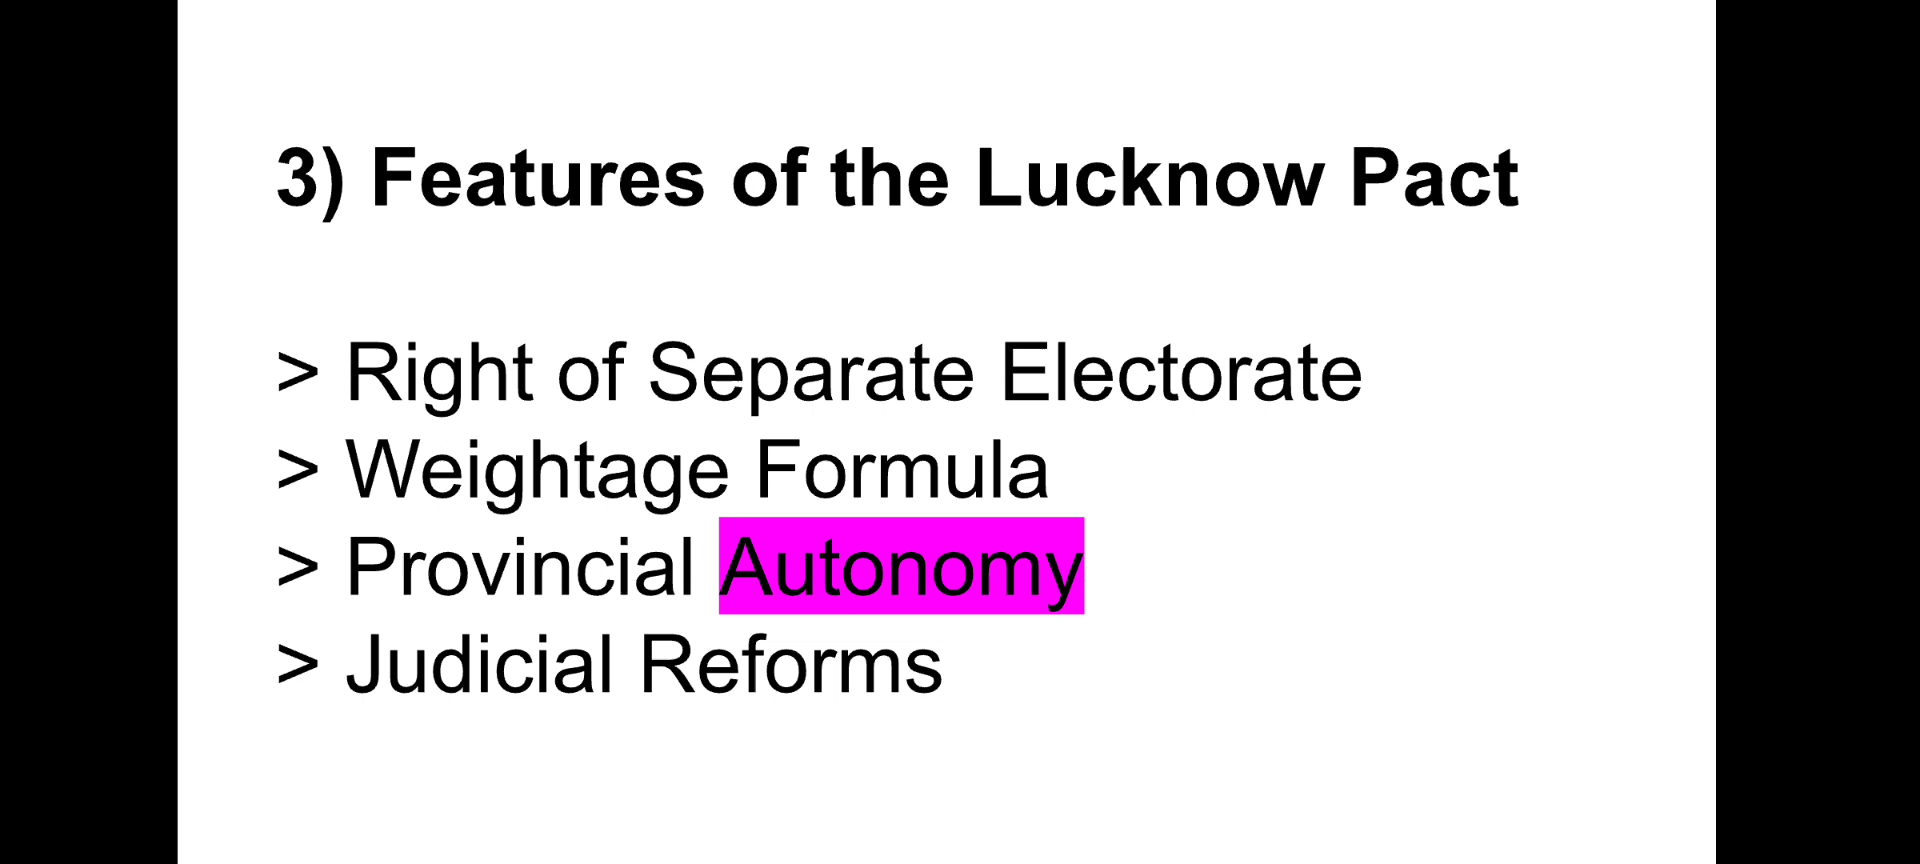 3) Features of the Lucknow Pact
> Right of Separate Electorate
> Weightage Formula
> Provincial Autonomy
> Judicial Reforms